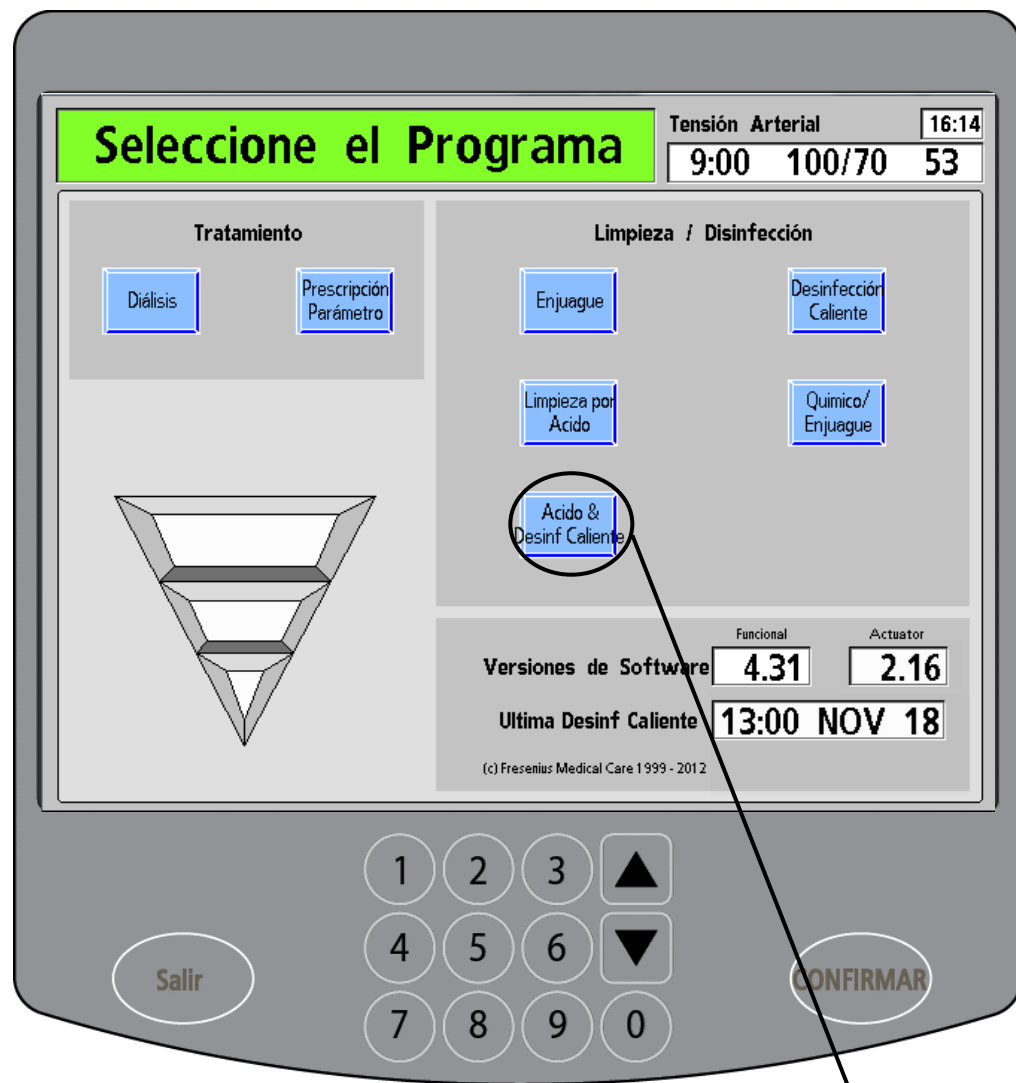 Seleccione el Programa
Tensión Arterial 16:14
9:00 100/70 53
Tratamiento
Diálisis
Prescripción
Parámetro
Limpieza / Disinfección
Enjuague
Desinfección
Caliente
Limpieza por
Acido
Quimico/
Enjuague
Acido &
Desinf Caliente
Funcional Actuator
Versiones de Software 4.31 2.16
Ultima Desinf Caliente 13:00 NOV 18
(c) Fresenius Medical Care 1999 - 2012
1 2 3
4 5 6
7 8 9 0
Salir
CONFIRMAR